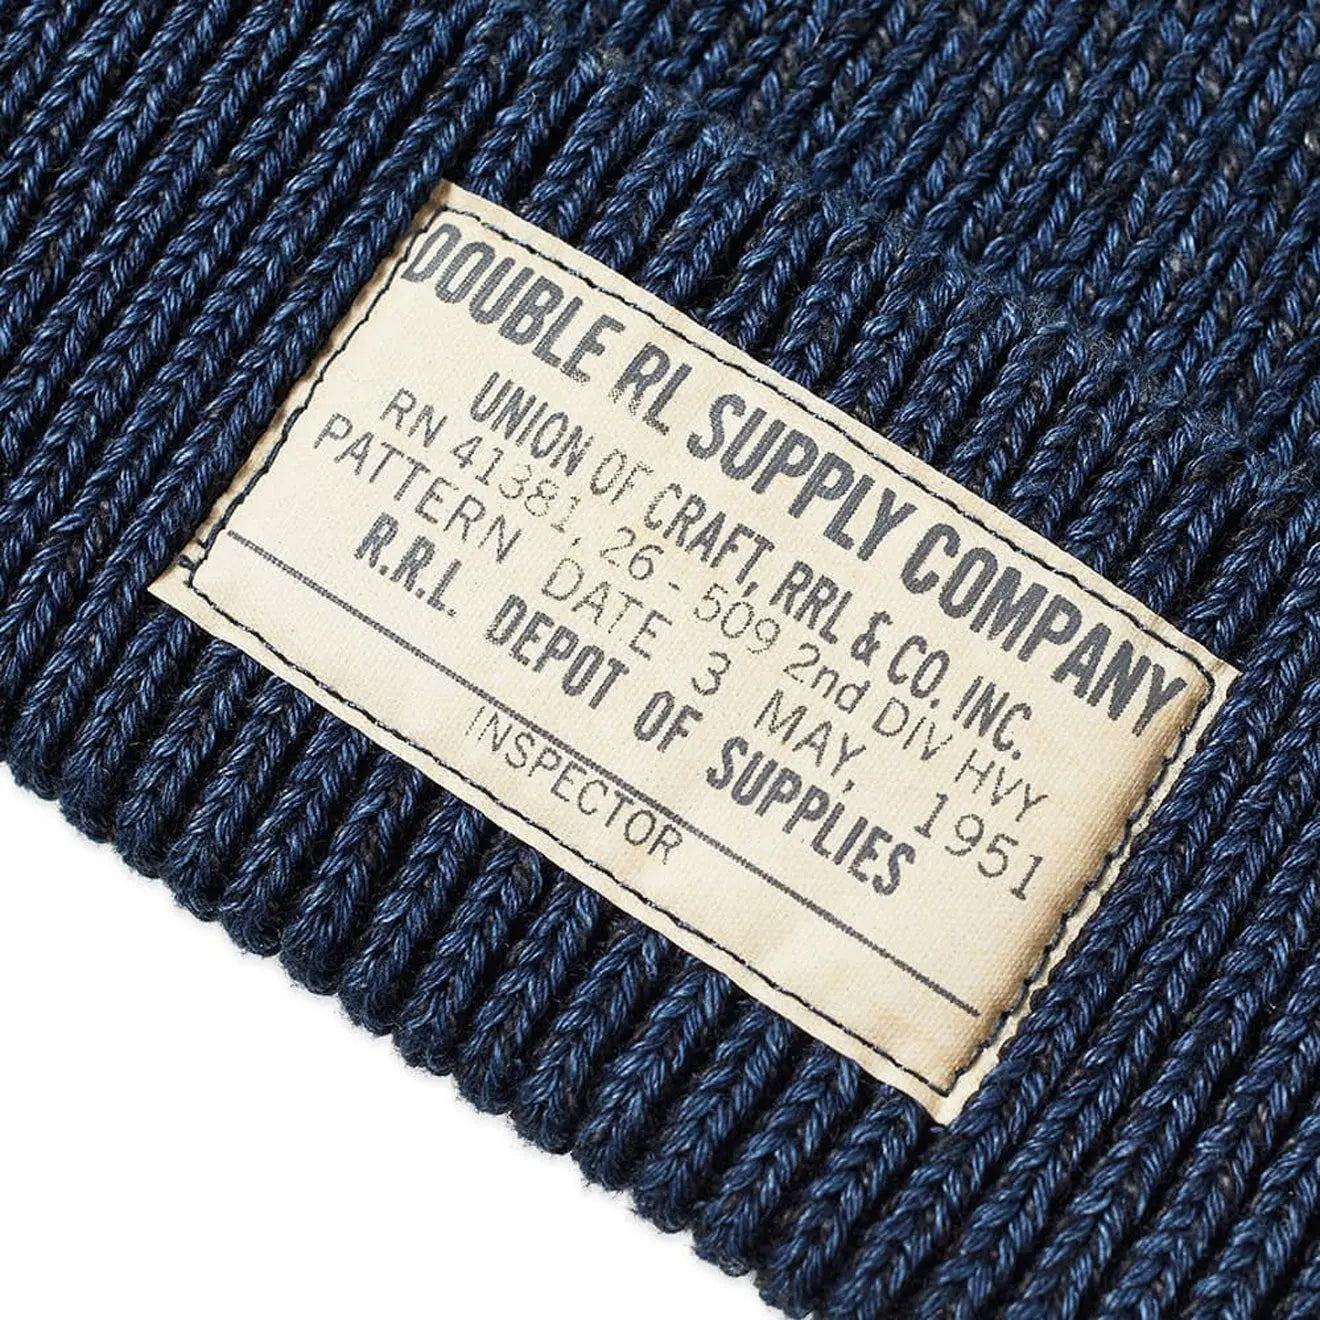 DOUBLE RL SUPPLY COMPANY
UNION OF CRAFT, RRL & CO. INC.
RN 41381, 26 - 509 2nd DIV HVY
PATTERN DATE 3 MAY, 1951
R.R.L. DEPOT OF SUPPLIES
INSPECTOR